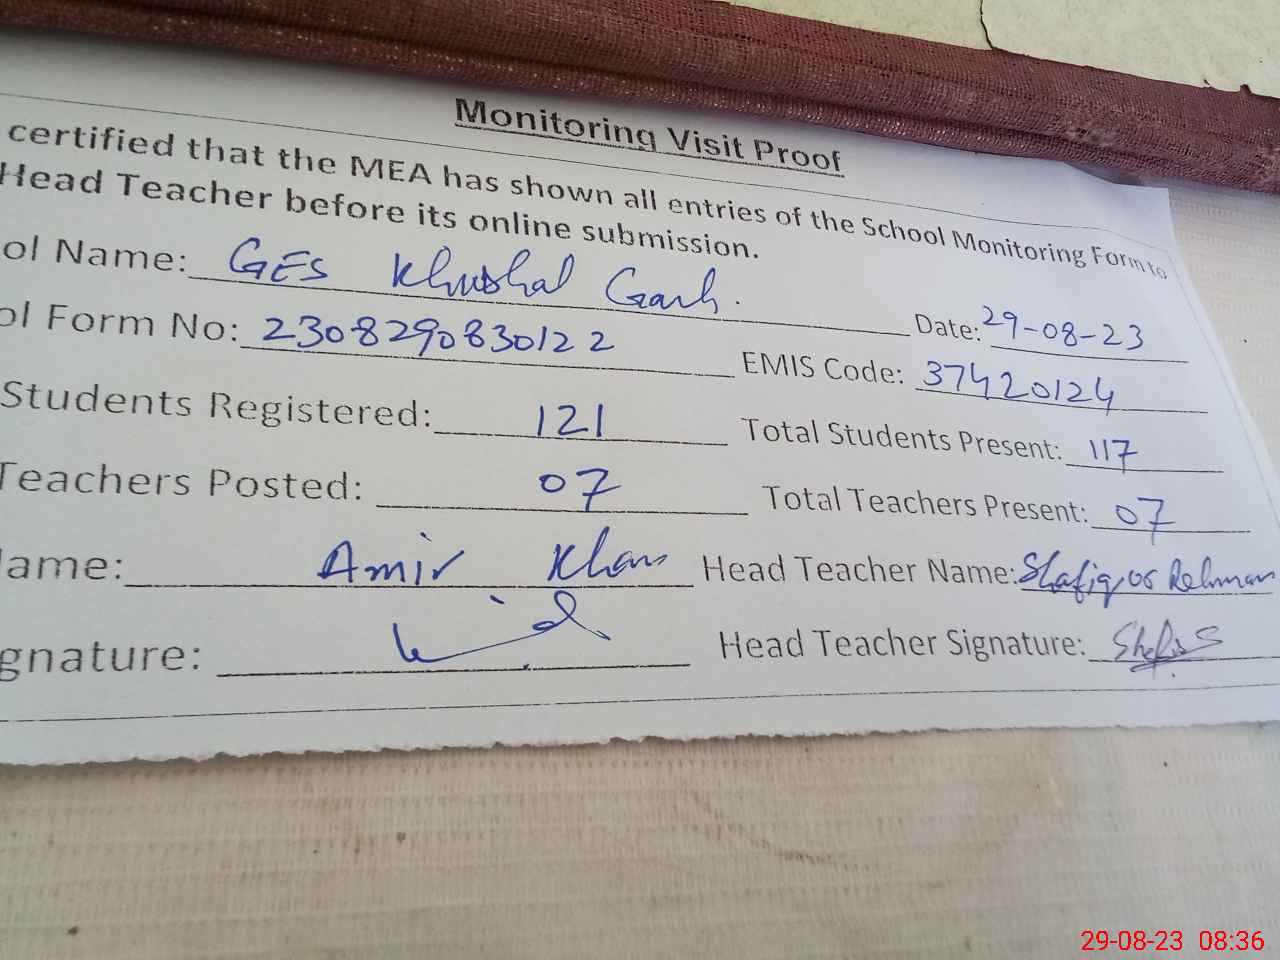 Monitoring Visit Proof
certified that the MEA has shown all entries of the School Monitoring Form to
Head Teacher before its online submission.
ol Name: GES Khushal Garh. Date: 29-08-23
ol Form No: 2308290830122 EMIS Code: 37420124
Students Registered: 121 Total Students Present: 117
Teachers Posted: 07 Total Teachers Present: 07
ame: Amir Khan Head Teacher Name: Shafiq or Rehman
gnature: Head Teacher Signature:
29-08-23 08:36